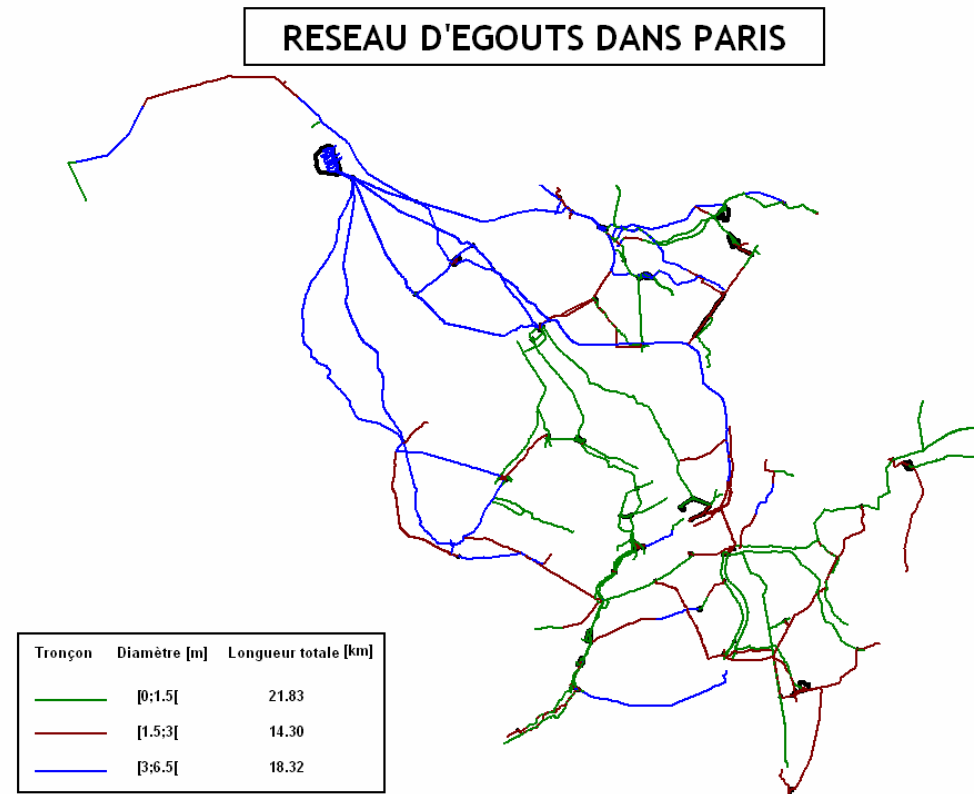 RESEAU D'EGOUTS DANS PARIS
Tronçon Diamètre [m] Longueur totale [km]
[0;1.5[ 21.83
[1.5;3[ 14.30
[3;6.5[ 18.32